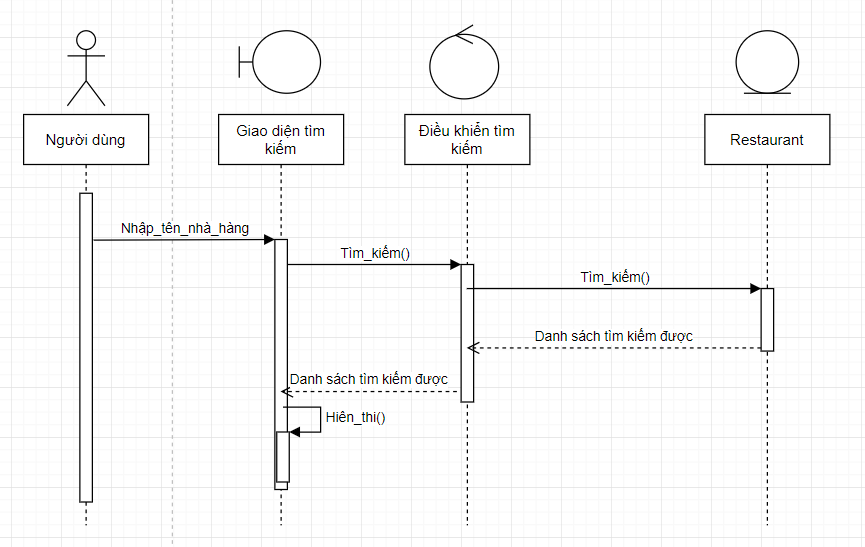 Người dùng
Giao diện tìm
kiếm
Điều khiển tìm
kiếm
Restaurant
Nhập_tên_nhà_hàng
Tìm_kiếm()
Tìm_kiếm()
Danh sách tìm kiếm được
Danh sách tìm kiếm được
Hiên_thi()